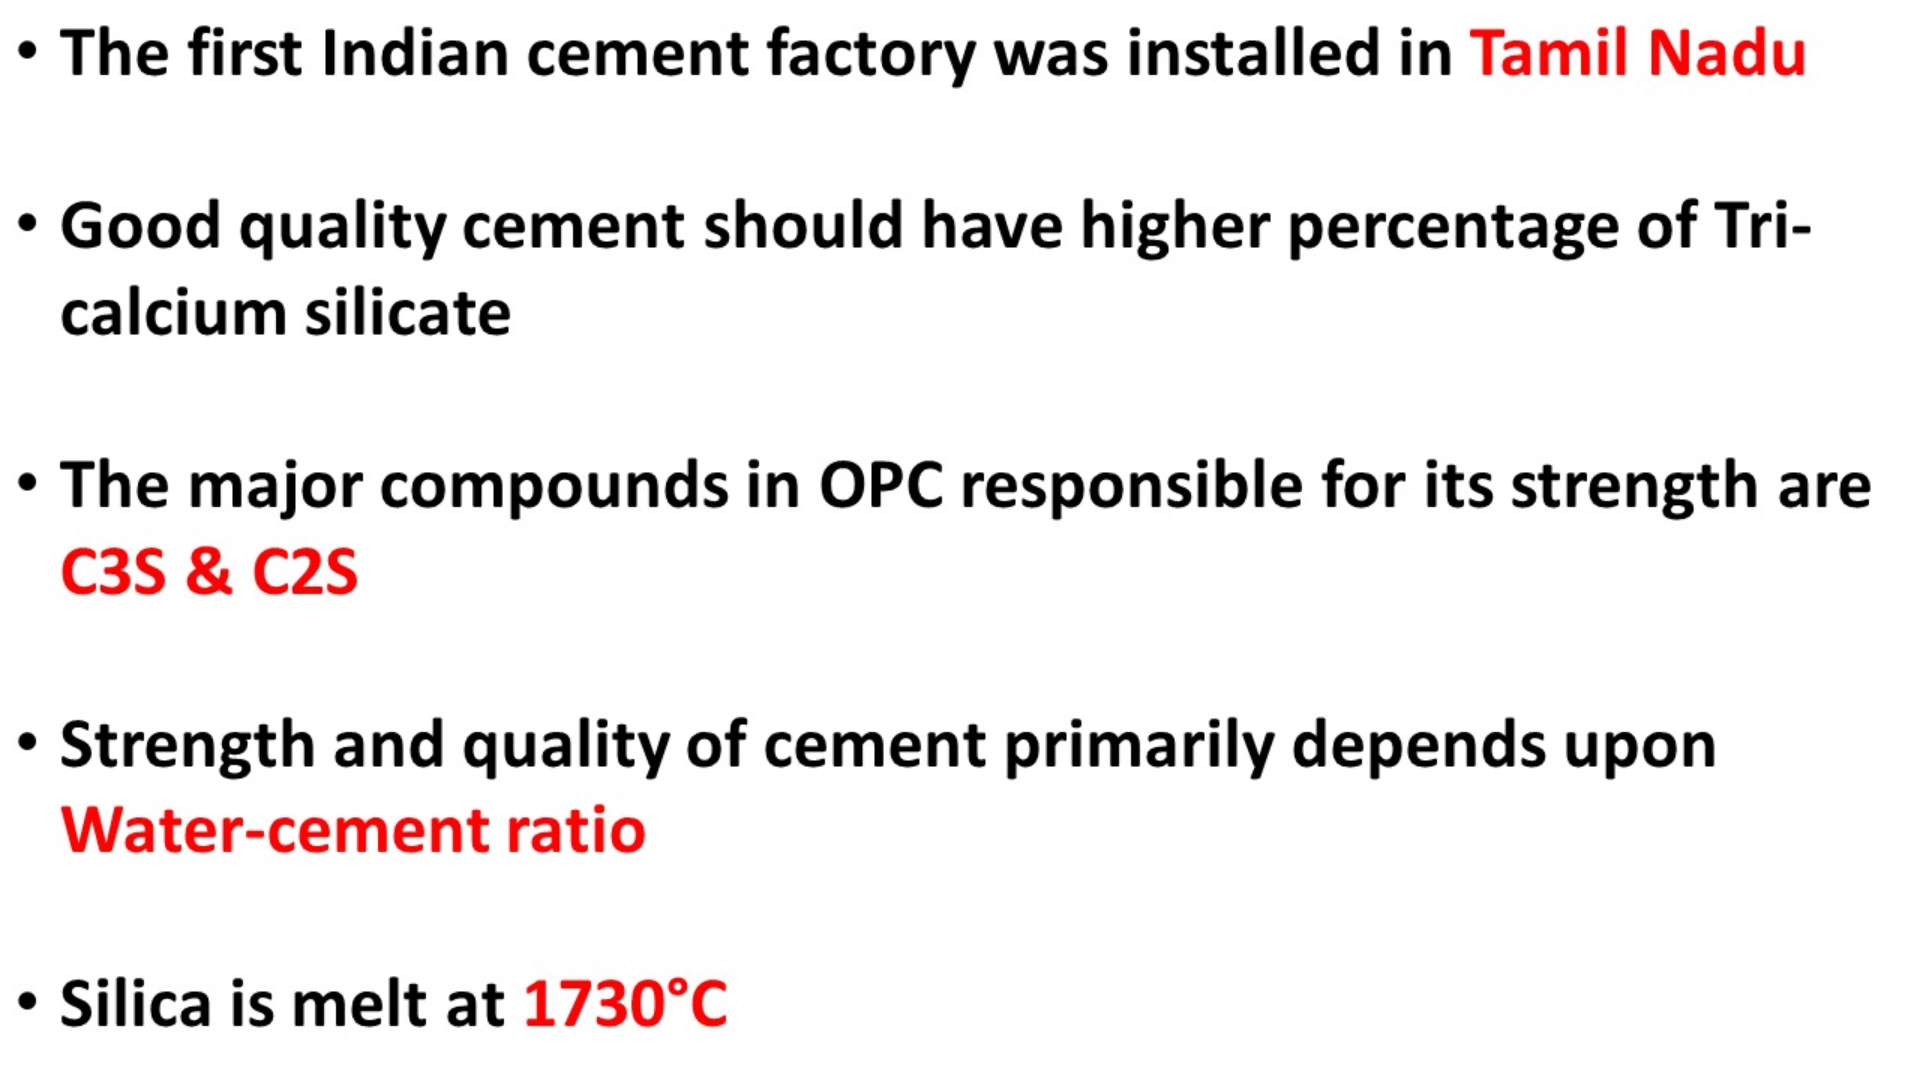 • The first Indian cement factory was installed in Tamil Nadu
• Good quality cement should have higher percentage of Tri-
calcium silicate
• The major compounds in OPC responsible for its strength are
C3S & C2S
• Strength and quality of cement primarily depends upon
Water-cement ratio
• Silica is melt at 1730°C